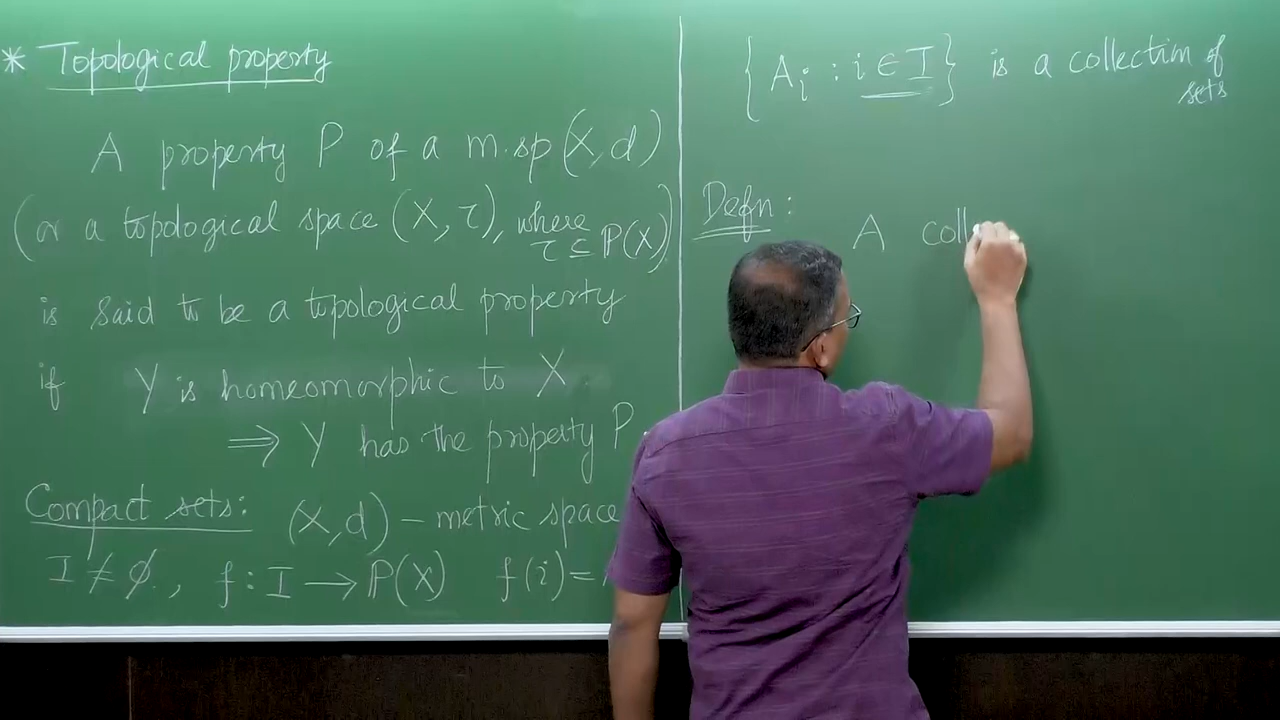 * Topological property
A property P of a m.sp (X, d)
(or a topological space (X, τ), where
τ ⊆ ℙ(X))
is said to be a topological property
if Y is homeomorphic to X.
⟹ Y has the property P.
Compact sets: (X, d) – metric space
I ≠ ∅, f : I ⟶ ℙ(X) f(i) =
{A_i : i ∈ I} is a collection of
sets
Defn: A coll